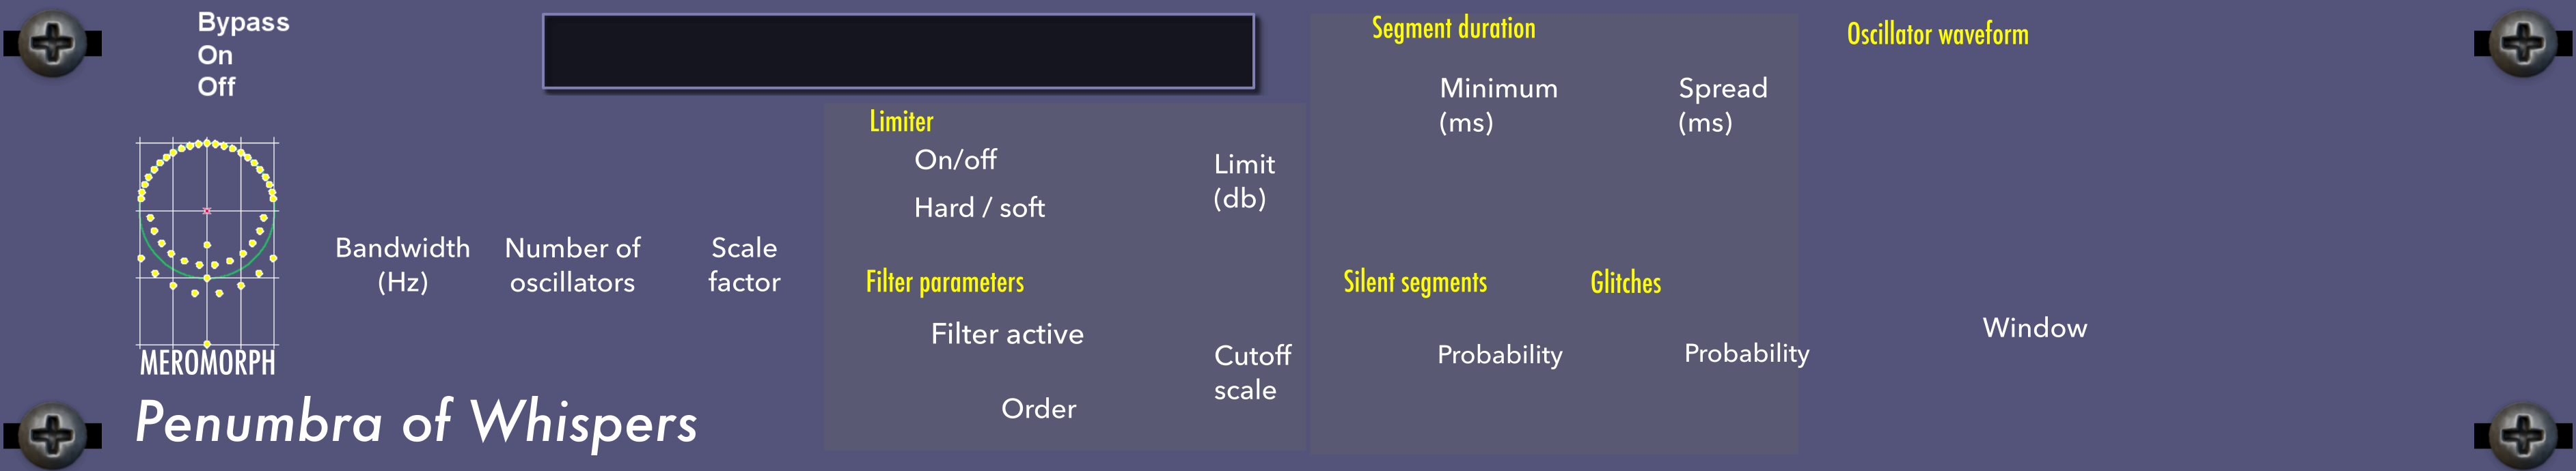 Bypass
On
Off
MEROMORPH
Penumbra of Whispers
Bandwidth
(Hz)
Number of
oscillators
Scale
factor
Limiter
On/off
Hard / soft
Limit
(db)
Filter parameters
Filter active
Order
Cutoff
scale
Segment duration
Minimum
(ms)
Spread
(ms)
Silent segments
Probability
Glitches
Probability
Oscillator waveform
Window